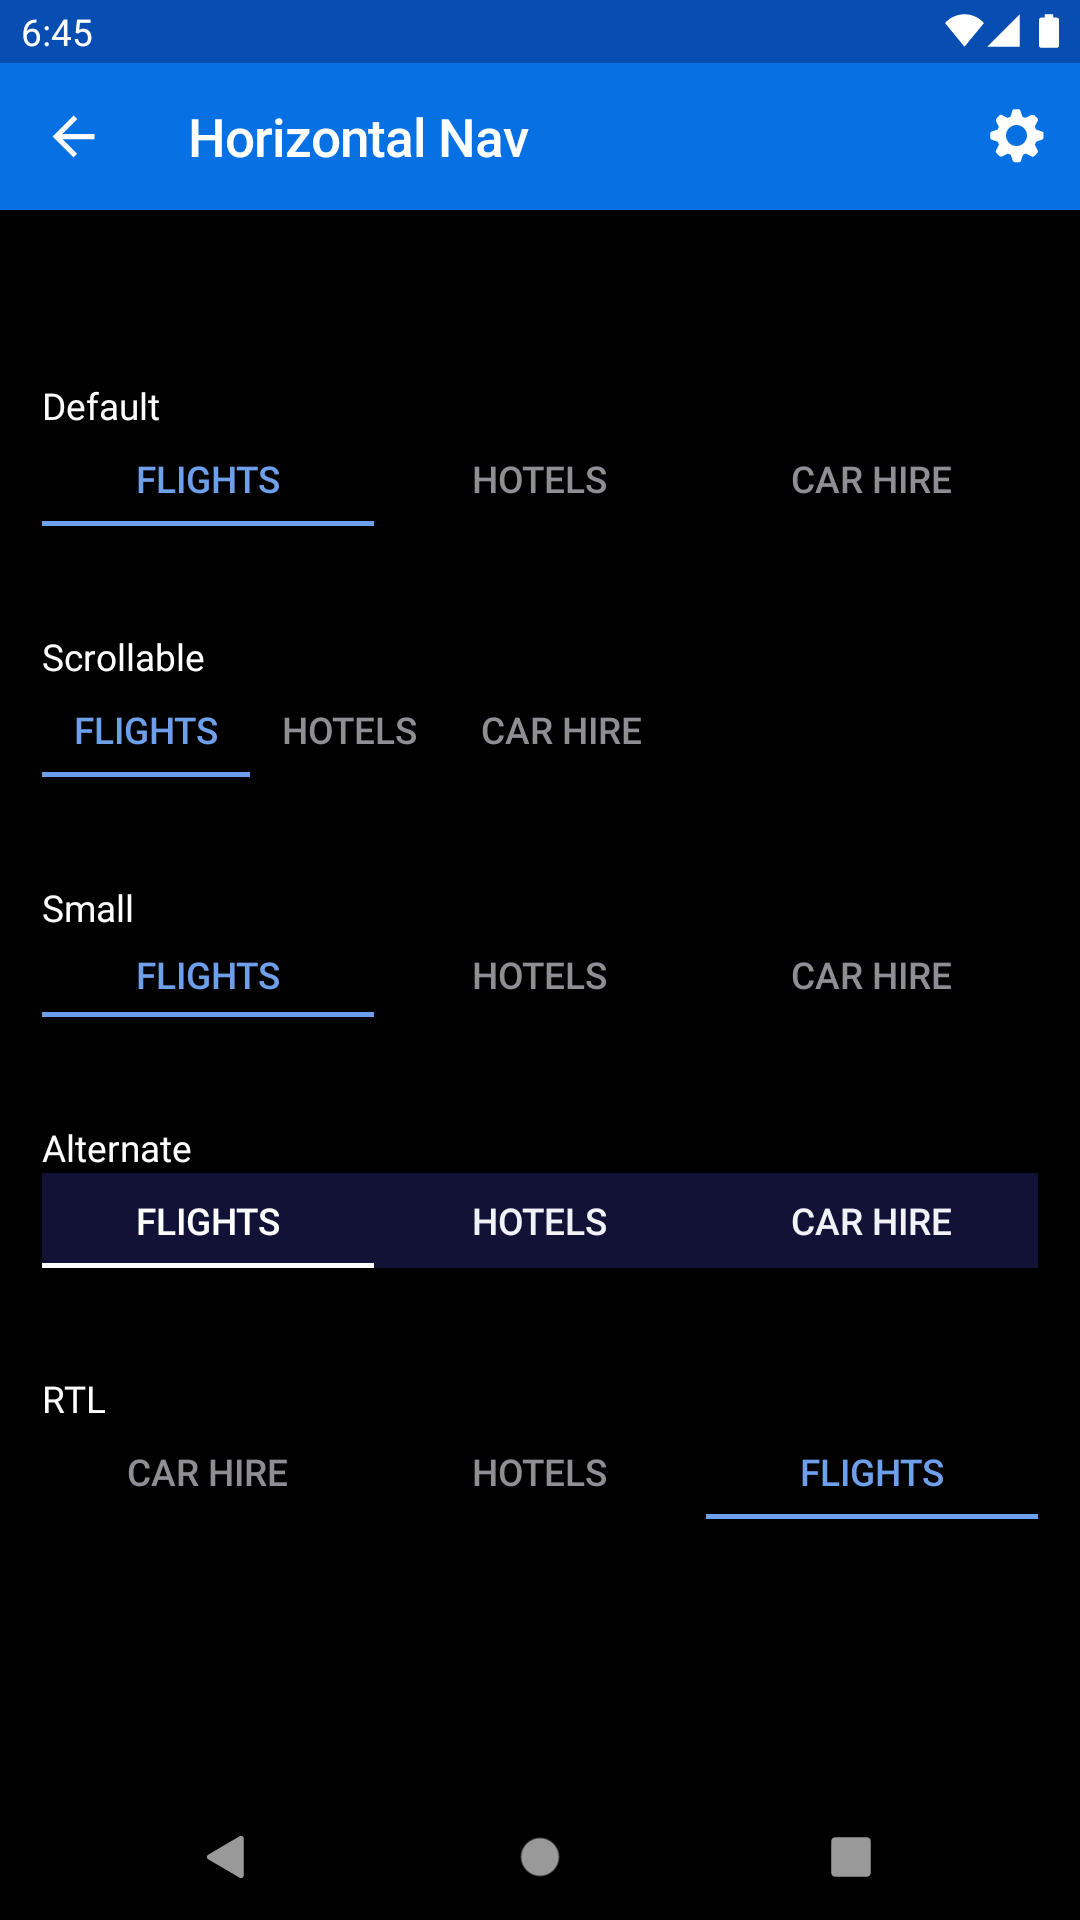 6:45
Horizontal Nav
Default
FLIGHTS HOTELS CAR HIRE
Scrollable
FLIGHTS HOTELS CAR HIRE
Small
FLIGHTS HOTELS CAR HIRE
Alternate
FLIGHTS HOTELS CAR HIRE
RTL
CAR HIRE HOTELS FLIGHTS